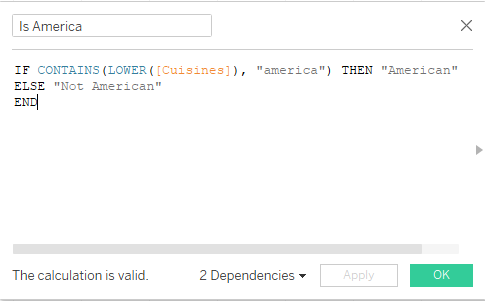 Is America
IF CONTAINS(LOWER([Cuisines]), "america") THEN "American"
ELSE "Not American"
END
The calculation is valid.
2 Dependencies
Apply
OK